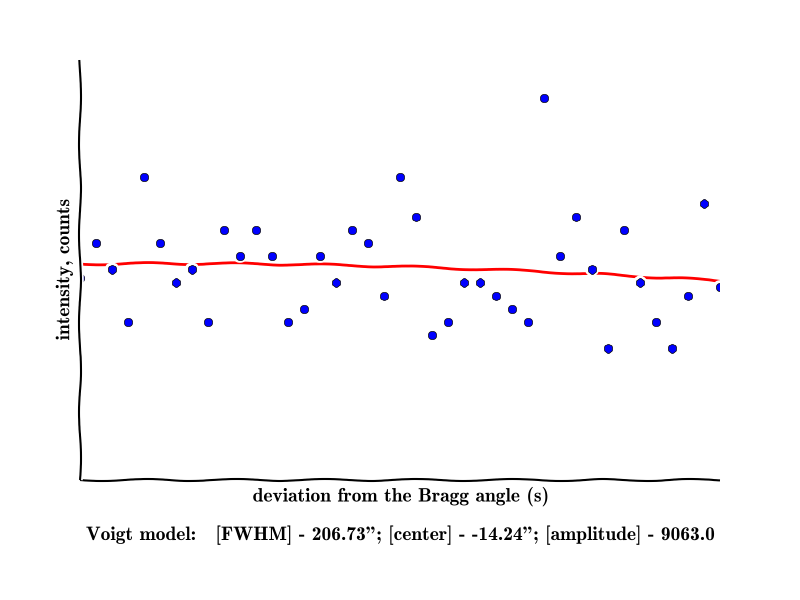 intensity, counts
deviation from the Bragg angle (s)
Voigt model: [FWHM] - 206.73”; [center] - -14.24”; [amplitude] - 9063.0